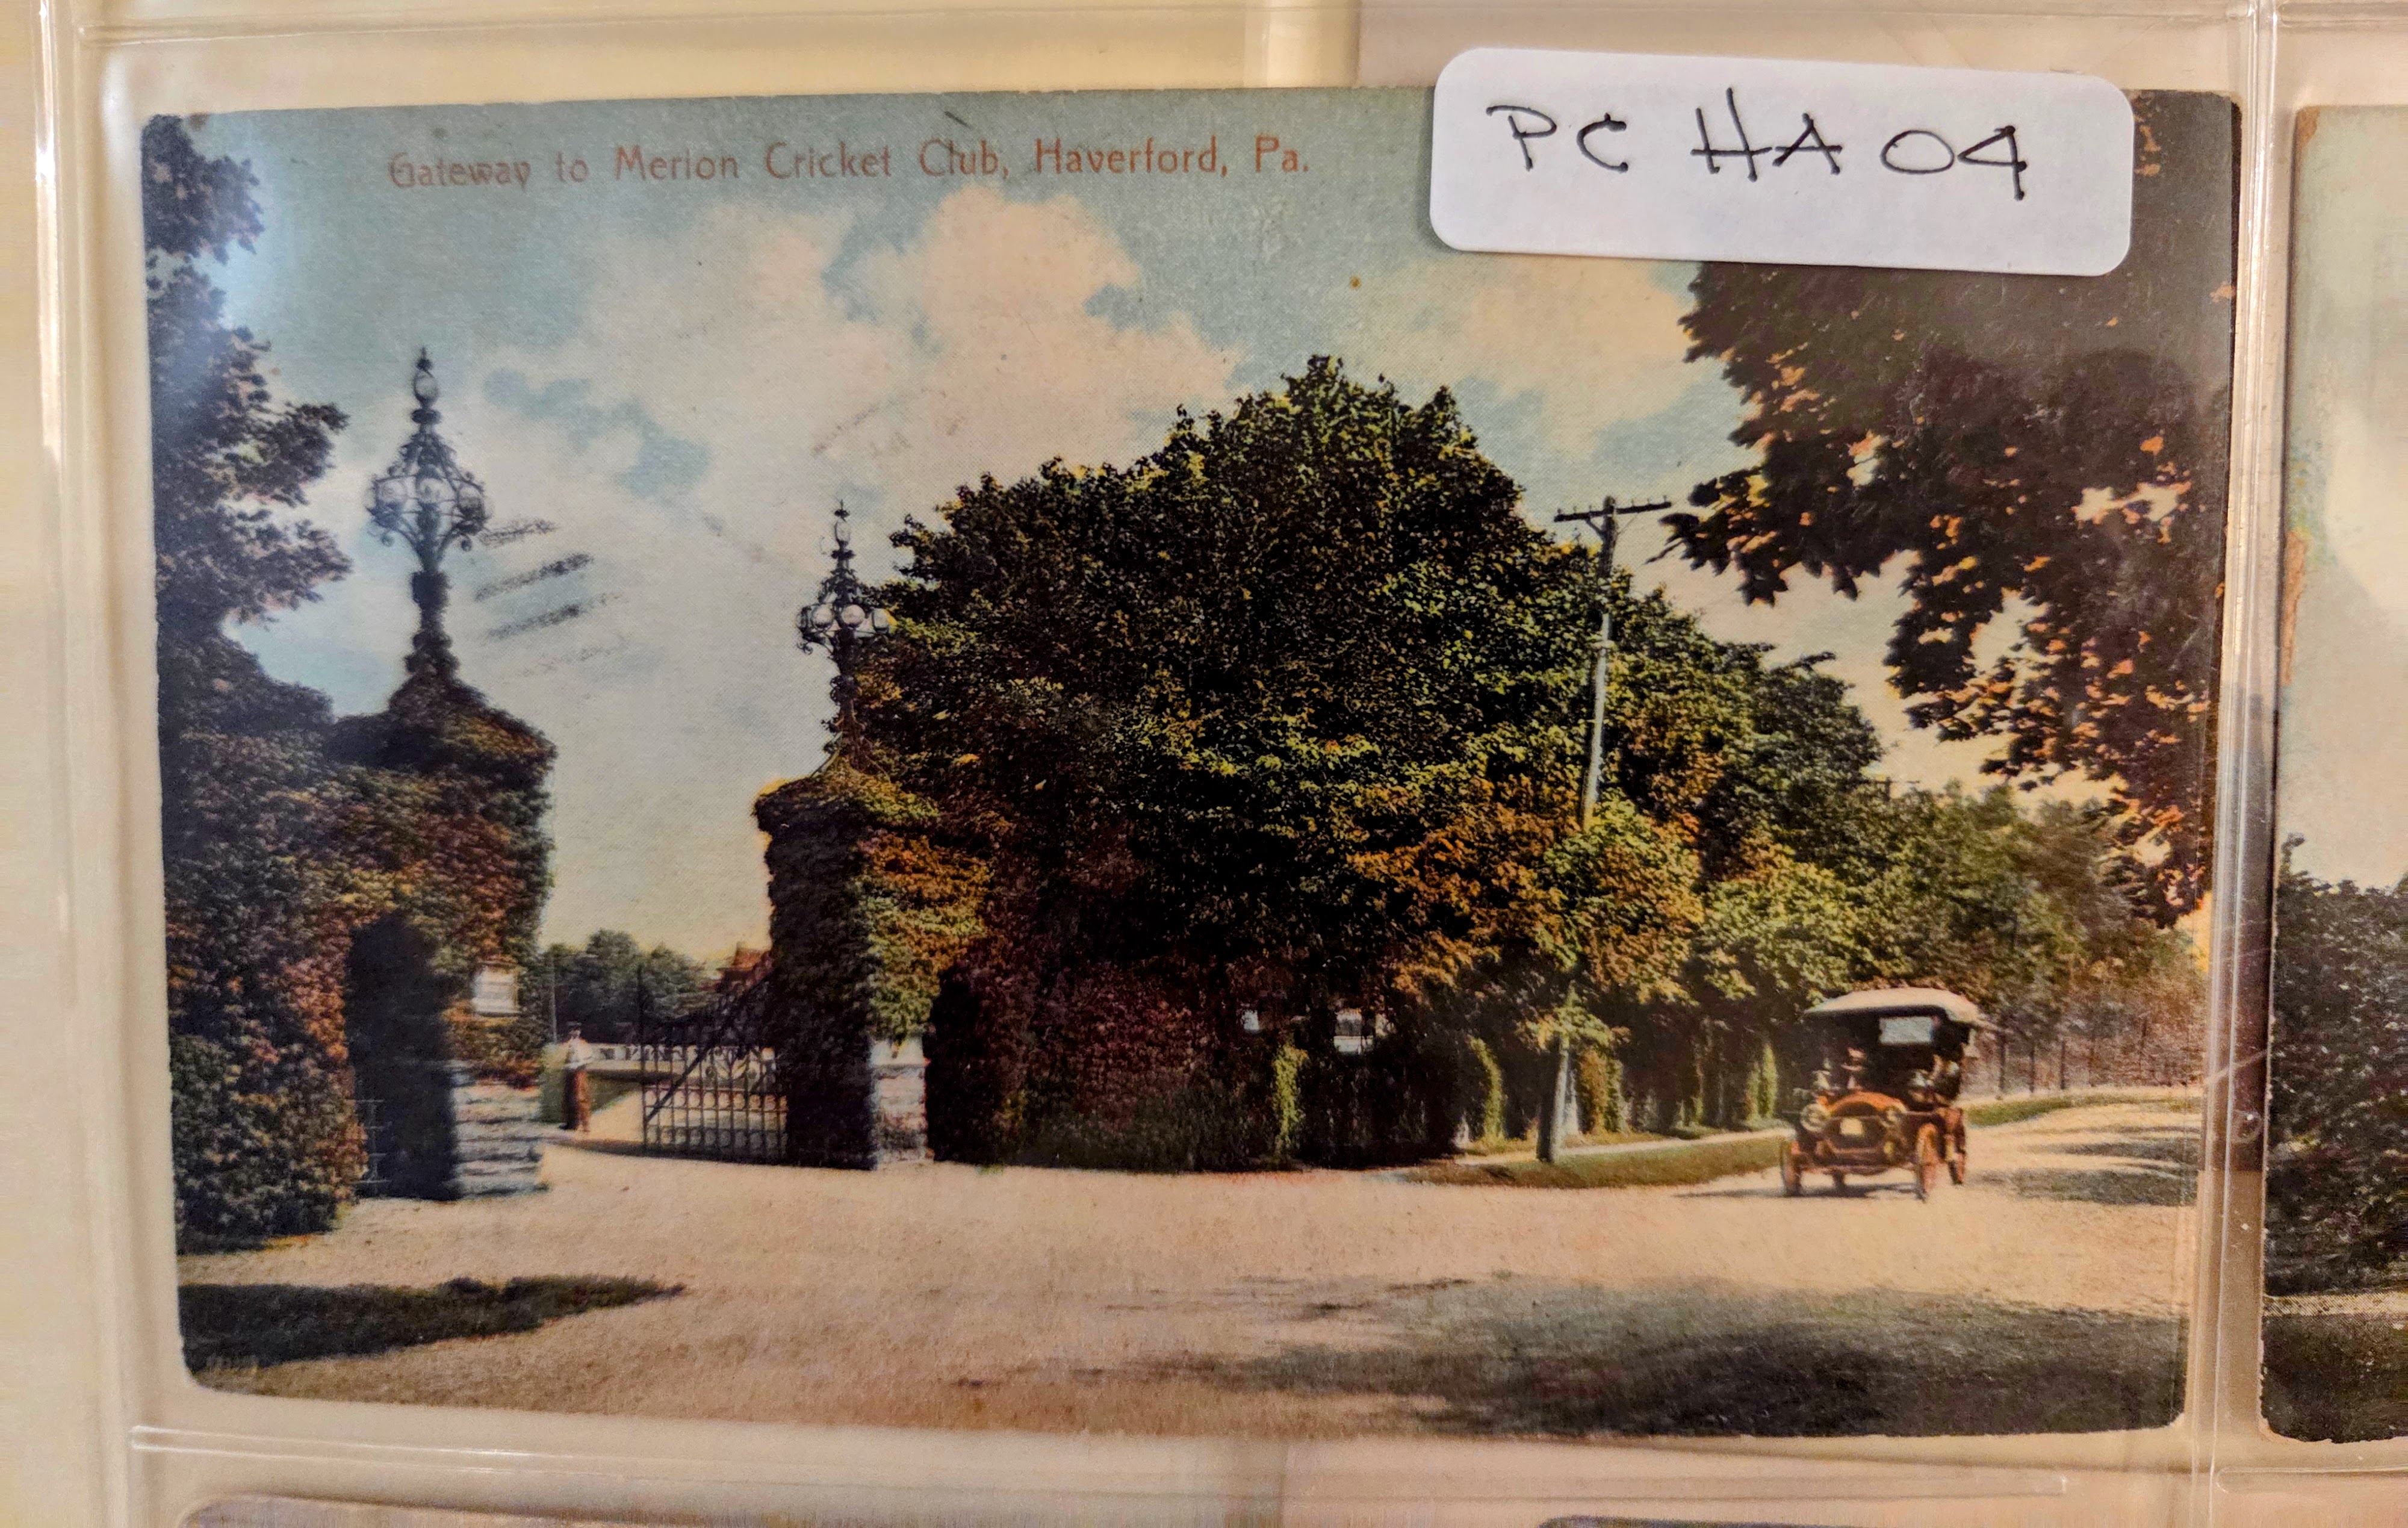 Gateway to Merion Cricket Club, Haverford, Pa.
PC HA 04